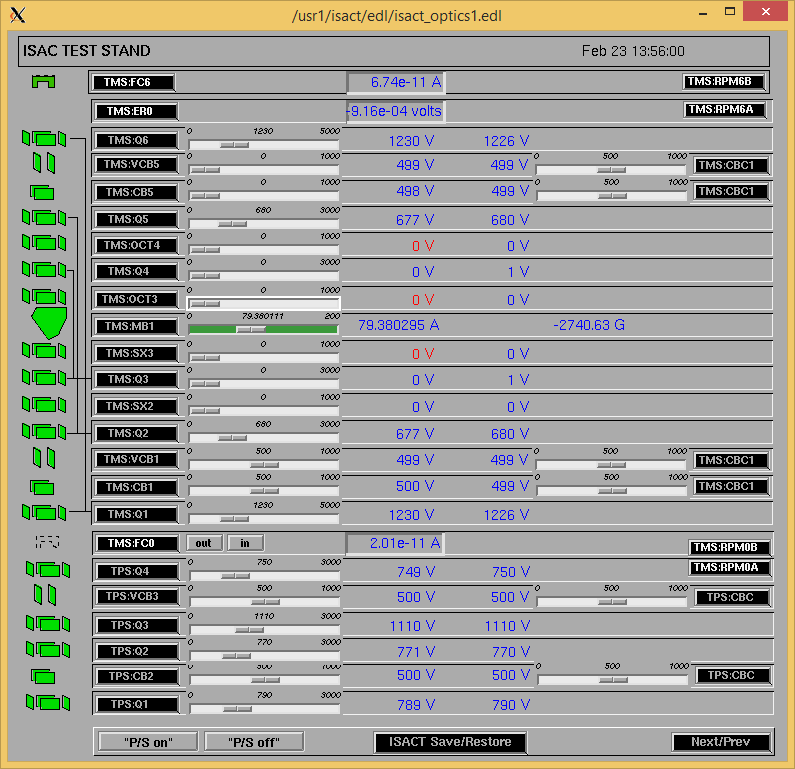 /usr1/isact/edl/isact_optics1.edl
ISAC TEST STAND Feb 23 13:56:00
TMS:FC6 6.74e-11 A TMS:RPM6B
TMS:ER0 -9.16e-04 volts TMS:RPM6A
TMS:Q6 0 1230 5000 1230 V 1226 V
TMS:VCB5 0 0 1000 499 V 499 V 0 500 1000 TMS:CBC1
TMS:CB5 0 0 1000 498 V 499 V 0 500 1000 TMS:CBC1
TMS:Q5 0 680 3000 677 V 680 V
TMS:OCT4 0 0 1000 0 V 0 V
TMS:Q4 0 0 3000 0 V 1 V
TMS:OCT3 0 0 1000 0 V 0 V
TMS:MB1 0 79.380111 200 79.380295 A -2740.63 G
TMS:SX3 0 0 1000 0 V 0 V
TMS:Q3 0 0 3000 0 V 1 V
TMS:SX2 0 0 1000 0 V 0 V
TMS:Q2 0 680 3000 677 V 680 V
TMS:VCB1 0 500 1000 499 V 499 V 0 500 1000 TMS:CBC1
TMS:CB1 0 500 1000 500 V 499 V 0 500 1000 TMS:CBC1
TMS:Q1 0 1230 5000 1230 V 1226 V
TMS:FC0 out in 2.01e-11 A TMS:RPM0B
TMS:RPM0A
TPS:Q4 0 750 3000 749 V 750 V
TPS:VCB3 0 500 1000 500 V 500 V 0 500 1000 TPS:CBC
TPS:Q3 0 1110 3000 1110 V 1110 V
TPS:Q2 0 770 3000 771 V 770 V
TPS:CB2 0 500 1000 500 V 500 V 0 500 1000 TPS:CBC
TPS:Q1 0 790 3000 789 V 790 V
"P/S on" "P/S off" ISACT Save/Restore Next/Prev